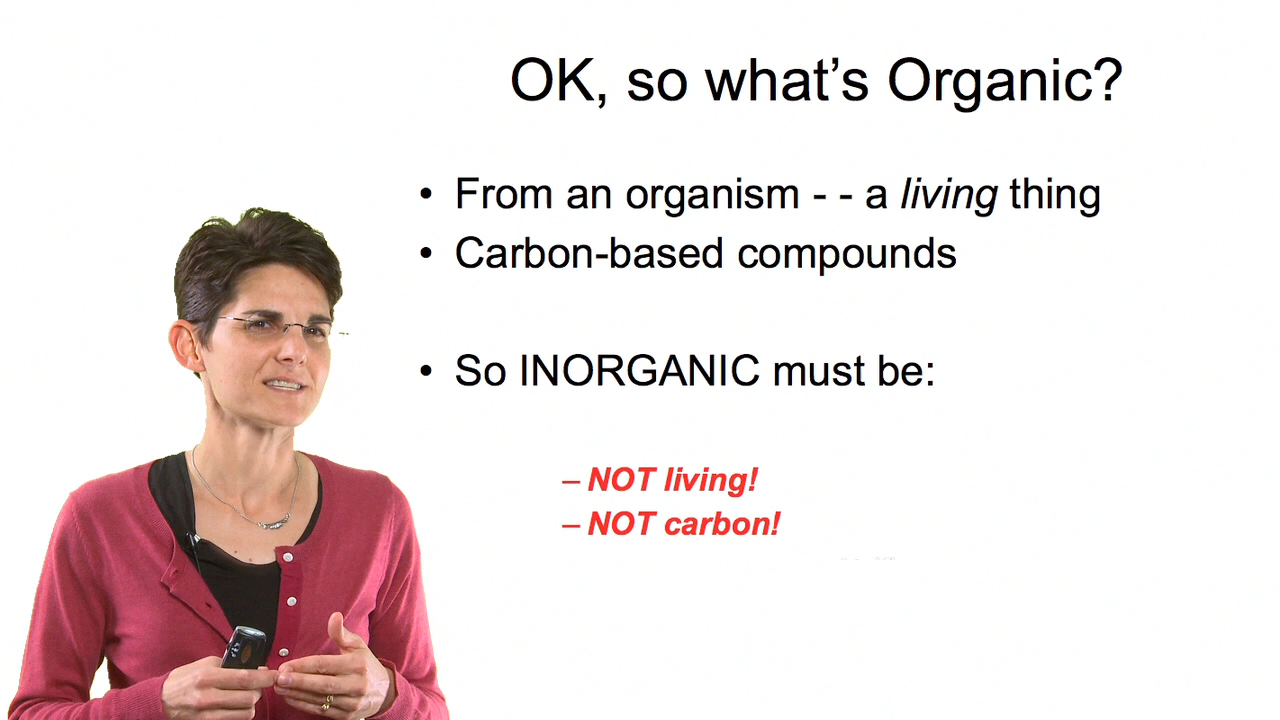 OK, so what’s Organic?
• From an organism - - a living thing
• Carbon-based compounds
• So INORGANIC must be:
– NOT living!
– NOT carbon!